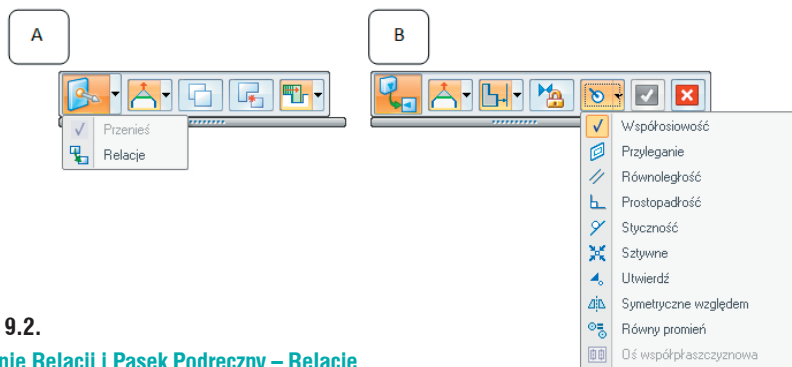 A
B
Przenieś
Relacje
Współosiowość
Przyleganie
Równoległość
Prostopadłość
Styczność
Sztywne
Utwierdź
Symetryczne względem
Równy promień
Oś współpłaszczyznowa
9.2.
nie Relacji i Pasek Podręczny – Relacje